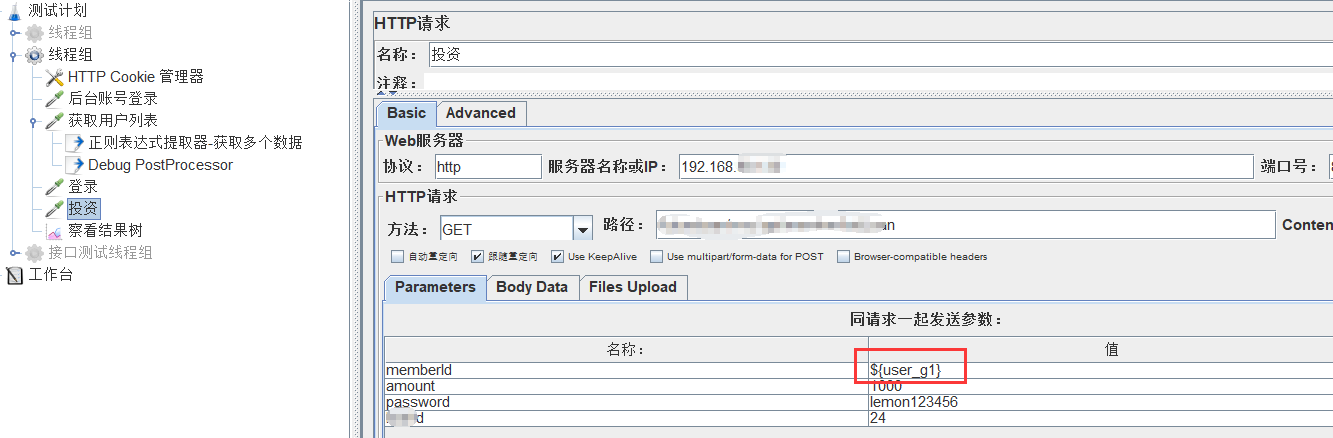 测试计划
线程组
线程组
HTTP Cookie 管理器
后台账号登录
获取用户列表
正则表达式提取器-获取多个数据
Debug PostProcessor
登录
投资
察看结果树
接口测试线程组
工作台
HTTP请求
名称： 投资
注释：
Basic Advanced
Web服务器
协议： http 服务器名称或IP： 192.168. 端口号：
HTTP请求
方法： GET 路径： an Conten
自动重定向 跟随重定向 Use KeepAlive Use multipart/form-data for POST Browser-compatible headers
Parameters Body Data Files Upload
同请求一起发送参数：
名称： 值
memberId ${user_g1}
amount 1000
password lemon123456
d 24